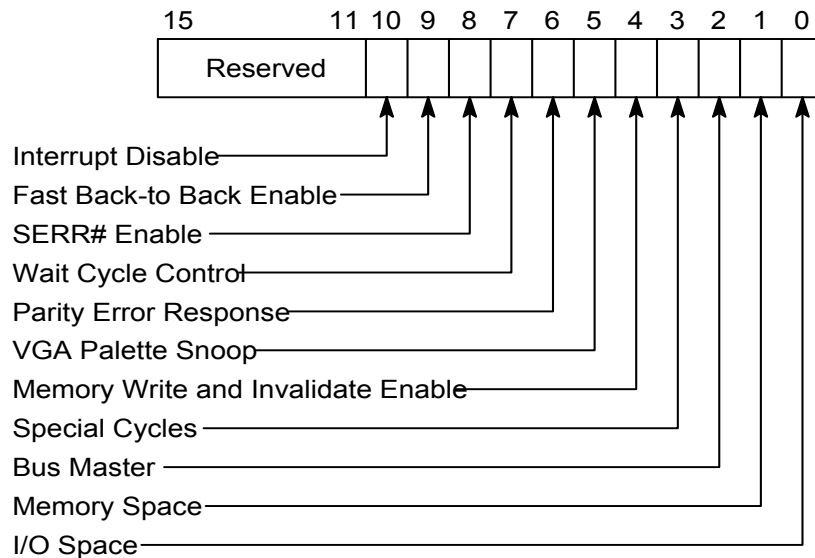 15 11 10 9 8 7 6 5 4 3 2 1 0
Reserved
Interrupt Disable
Fast Back-to Back Enable
SERR# Enable
Wait Cycle Control
Parity Error Response
VGA Palette Snoop
Memory Write and Invalidate Enable
Special Cycles
Bus Master
Memory Space
I/O Space